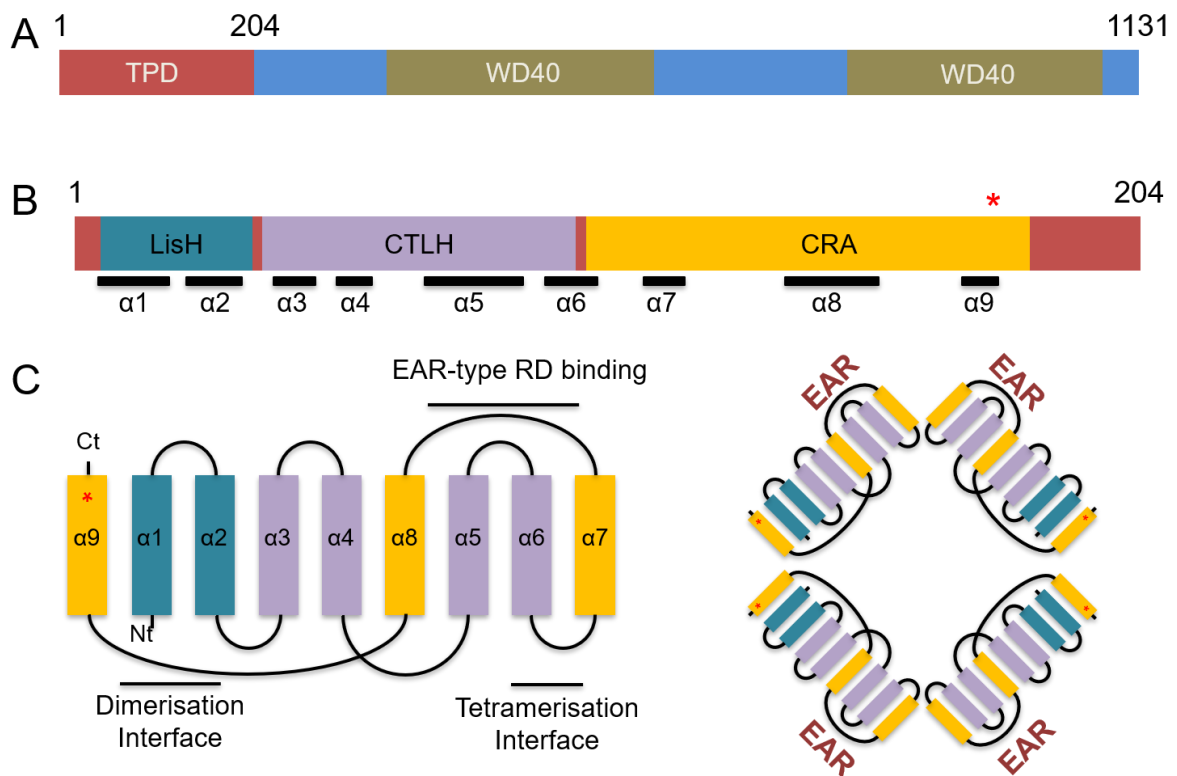 A
1 204 1131
TPD WD40 WD40
B
1 204
*
LisH CTLH CRA
α1 α2 α3 α4 α5 α6 α7 α8 α9
C
EAR-type RD binding
Ct
*
α9 α1 α2 α3 α4 α8 α5 α6 α7
Nt
Dimerisation
Interface
Tetramerisation
Interface
EAR EAR
* *
* *
EAR EAR